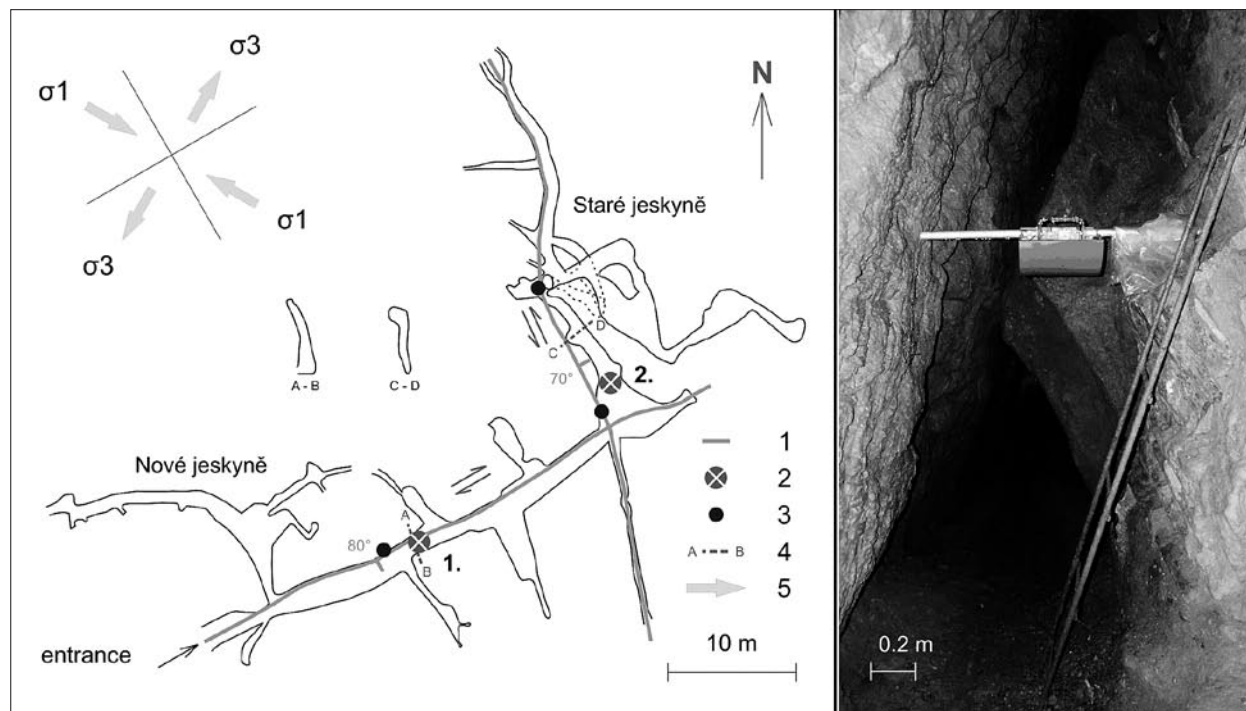 σ3
σ1
σ1
σ3
N
Staré jeskyně
A - B
C - D
C
D
70°
2.
Nové jeskyně
A
80°
B
1.
entrance
10 m
1
2
3
A B 4
5
0.2 m